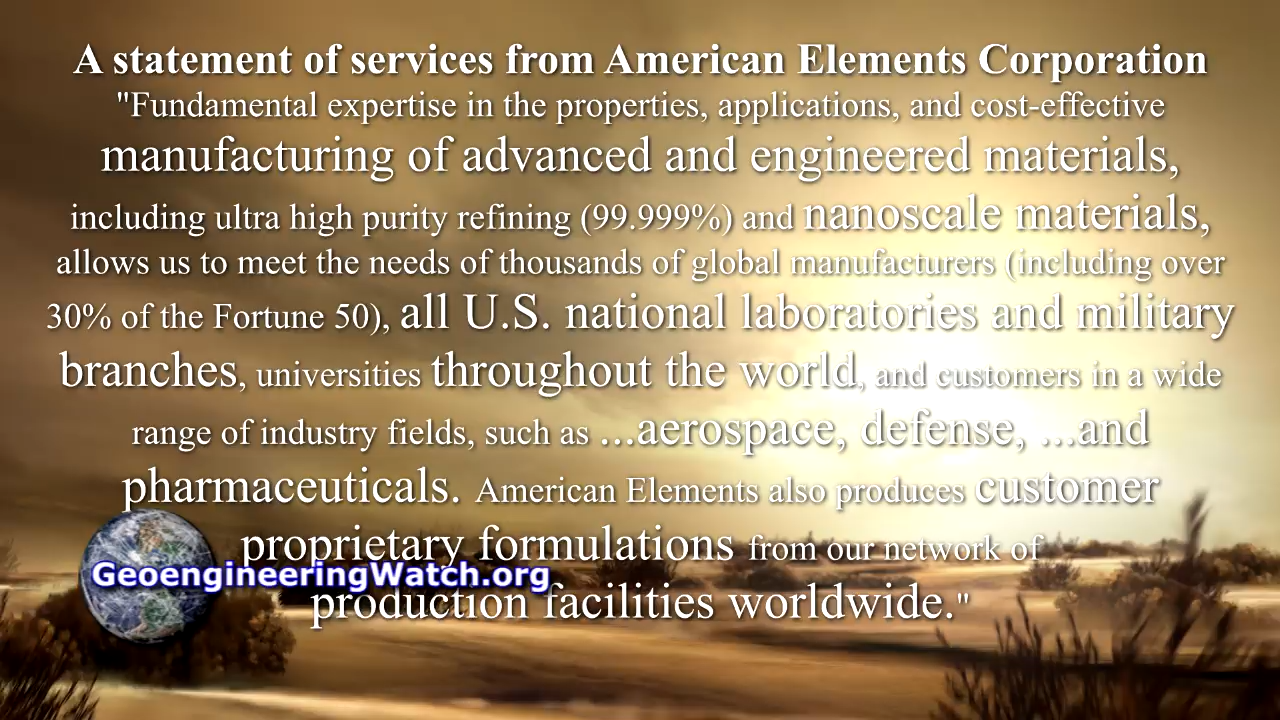 A statement of services from American Elements Corporation
"Fundamental expertise in the properties, applications, and cost-effective
manufacturing of advanced and engineered materials,
including ultra high purity refining (99.999%) and nanoscale materials,
allows us to meet the needs of thousands of global manufacturers (including over
30% of the Fortune 50), all U.S. national laboratories and military
branches, universities throughout the world, and customers in a wide
range of industry fields, such as ...aerospace, defense, ...and
pharmaceuticals. American Elements also produces customer
proprietary formulations from our network of
GeoengineeringWatch.org
production facilities worldwide."